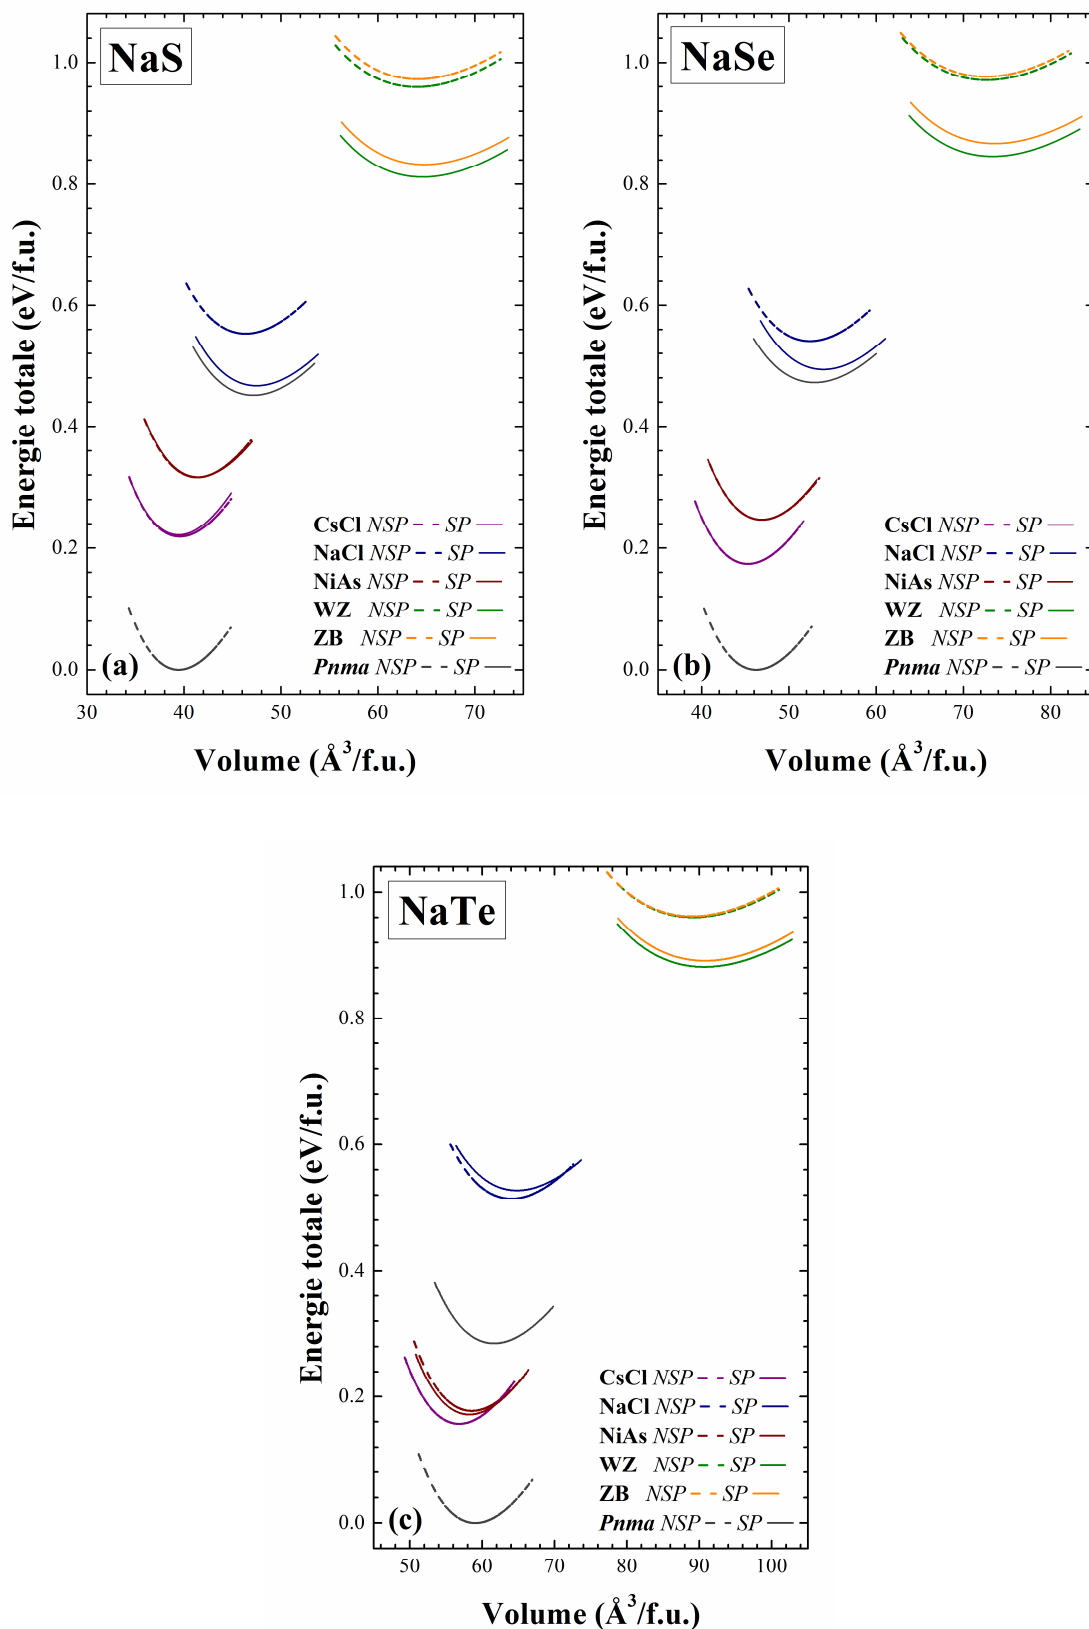 NaS
Energie totale (eV/f.u.)
1.0
0.8
0.6
0.4
0.2
0.0
CsCl NSP SP
NaCl NSP SP
NiAs NSP SP
WZ NSP SP
ZB NSP SP
Pnma NSP SP
(a)
30 40 50 60 70
Volume (Å³/f.u.)
NaSe
Energie totale (eV/f.u.)
1.0
0.8
0.6
0.4
0.2
0.0
CsCl NSP SP
NaCl NSP SP
NiAs NSP SP
WZ NSP SP
ZB NSP SP
Pnma NSP SP
(b)
40 50 60 70 80
Volume (Å³/f.u.)
NaTe
Energie totale (eV/f.u.)
1.0
0.8
0.6
0.4
0.2
0.0
CsCl NSP SP
NaCl NSP SP
NiAs NSP SP
WZ NSP SP
ZB NSP SP
Pnma NSP SP
(c)
50 60 70 80 90 100
Volume (Å³/f.u.)